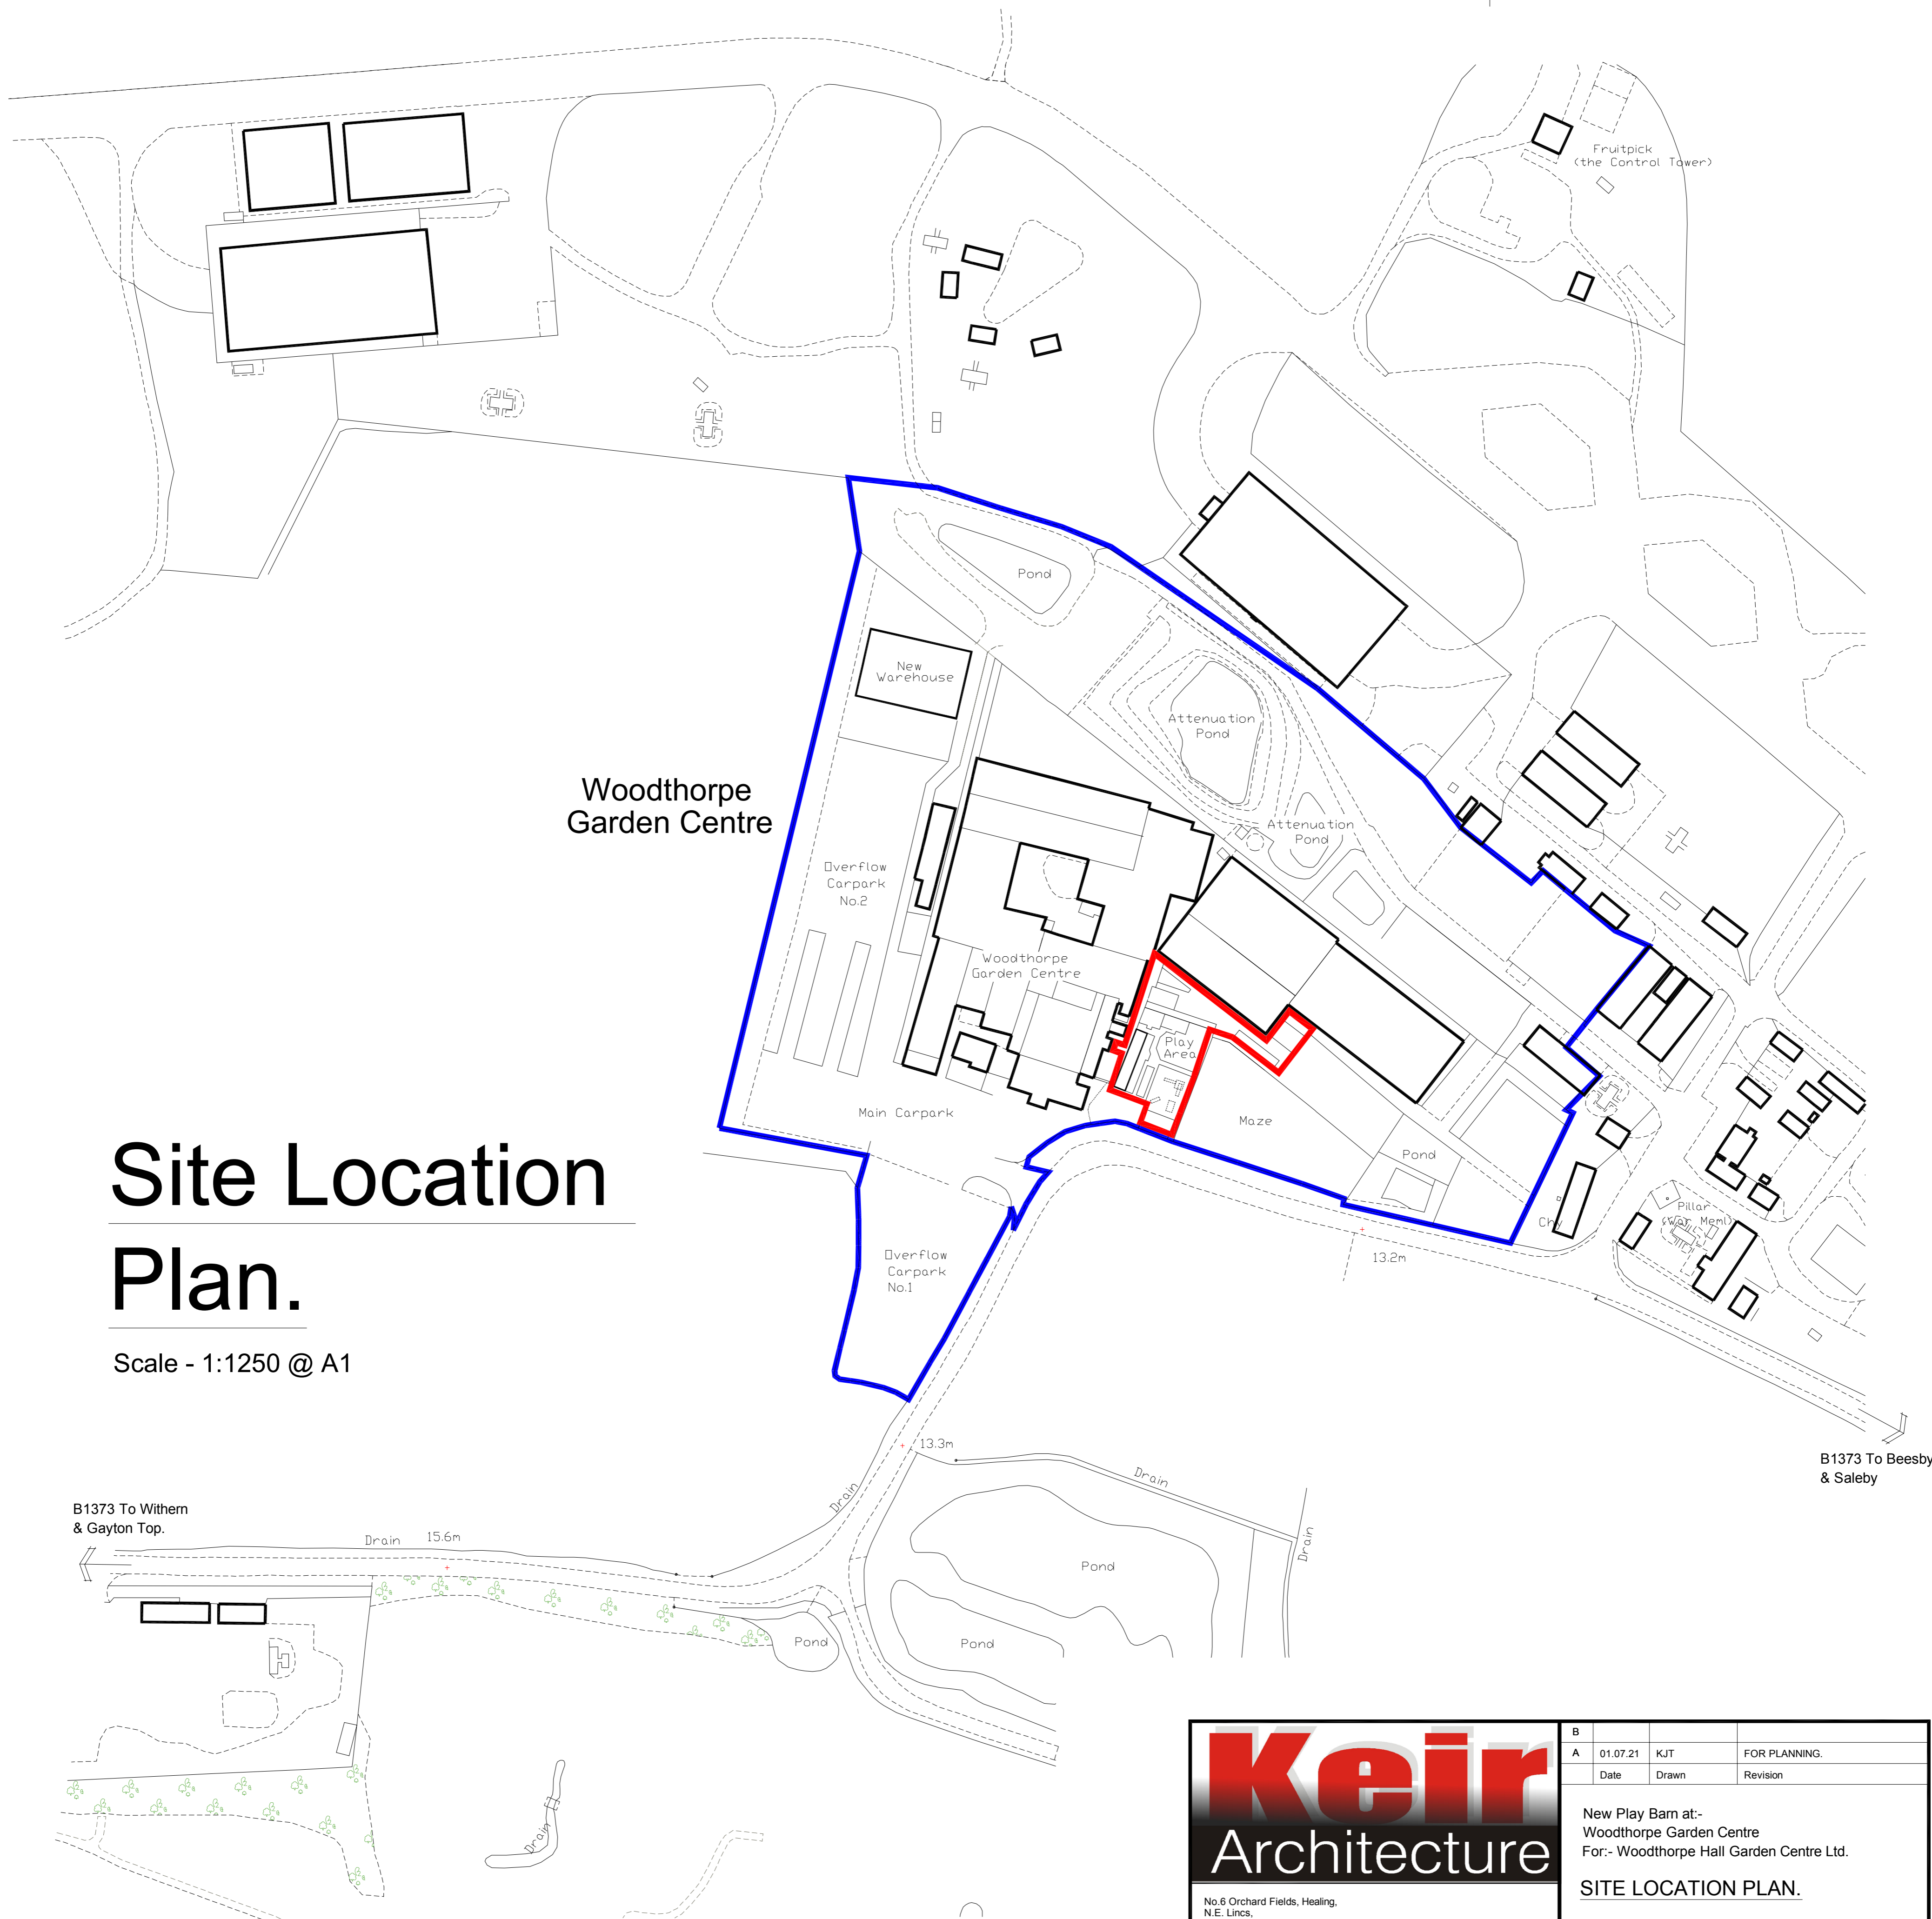 Fruitpick
(the Control Tower)
Pond
New
Warehouse
Attenuation
Pond
Woodthorpe
Garden Centre
Attenuation
Pond
Overflow
Carpark
No.2
Woodthorpe
Garden Centre
Play
Area
Main Carpark
Maze
Pond
Site Location
Plan.
Scale - 1:1250 @ A1
Pillar
(War Meml)
Chy
Overflow
Carpark
No.1
13.2m
13.3m
Drain
Drain
Drain
B1373 To Beesby
& Saleby
B1373 To Withern
& Gayton Top.
Drain
15.6m
Pond
Pond
Pond
Drain
Keir
Architecture
No.6 Orchard Fields, Healing,
N.E. Lincs,
B
A 01.07.21 KJT FOR PLANNING.
Date Drawn Revision
New Play Barn at:-
Woodthorpe Garden Centre
For:- Woodthorpe Hall Garden Centre Ltd.
SITE LOCATION PLAN.